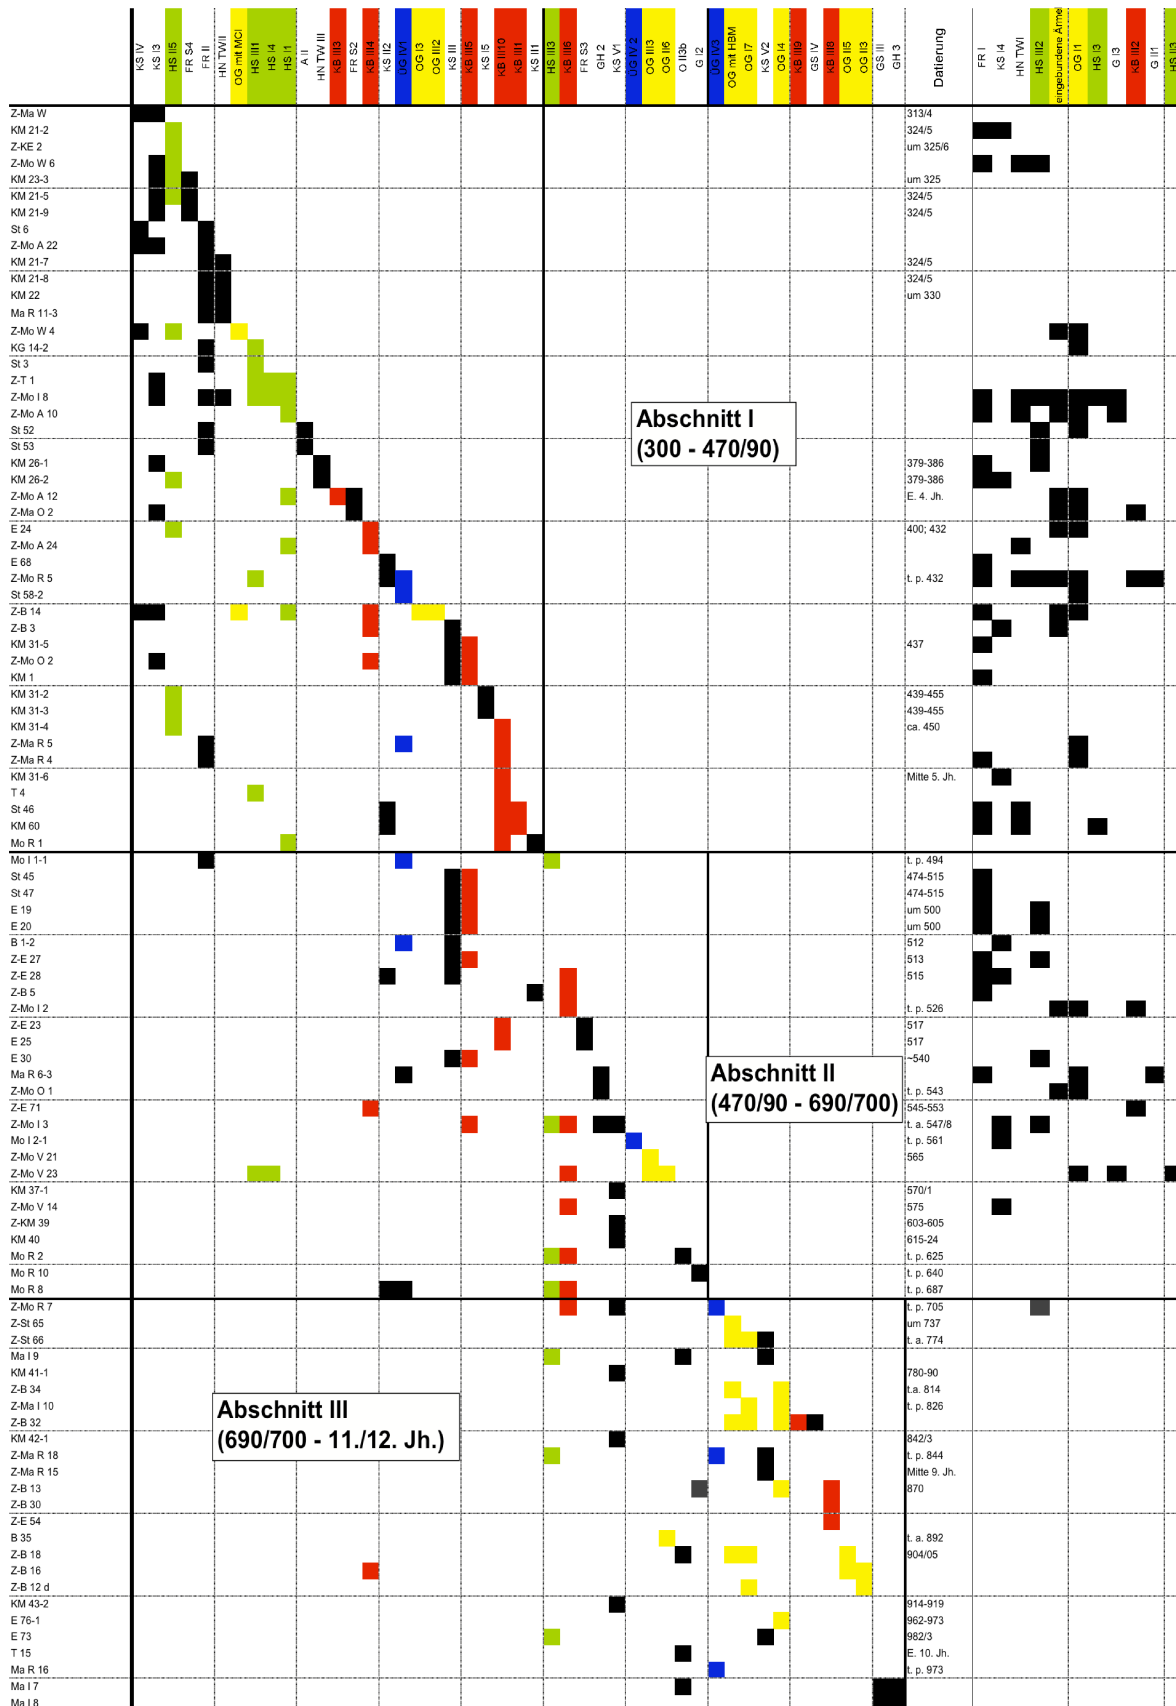 KS IV
KS I3
HS II5
FR S4
FR II
OG mit MCI
HS III1
HS I4
HS I1
A II
HN TW III
KB III3
FR S2
KB III4
KS II2
ÜG IV1
OG I3
OG III2
KS III
KB III5
KS I5
KB III10
KB III1
KS II1
HS III3
KB III6
FR S3
GH 2
KS V1
ÜG IV 2
OG III3
OG II6
O II3b
G I2
ÜG IV3
OG mit HBM
OG I7
KS V2
OG I4
KB III9
GS IV
KB III8
OG II5
OG II3
GS III
GH 3
Datierung
FR I
KS I4
HN TWI
HS III2
eingebundene Ärmel
OG I1
HS I3
G I3
KB III2
G II1
Z-Ma W 313/4
KM 21-2 324/5
Z-KE 2 um 325/6
Z-Mo W 6
KM 23-3 um 325
KM 21-5 324/5
KM 21-9 324/5
St 6
Z-Mo A 22
KM 21-7 324/5
KM 21-8 324/5
KM 22 um 330
Ma R 11-3
Z-Mo W 4
KG 14-2
St 3
Z-T 1
Z-Mo I 8
Z-Mo A 10
Abschnitt I
(300 - 470/90)
St 52
St 53
KM 26-1 379-386
KM 26-2 379-386
Z-Mo A 12 E. 4. Jh.
Z-Ma O 2
E 24 400; 432
Z-Mo A 24
E 68
Z-Mo R 5 t. p. 432
St 58-2
Z-B 14
Z-B 3
KM 31-5 437
Z-Mo O 2
KM 1
KM 31-2 439-455
KM 31-3 439-455
KM 31-4 ca. 450
Z-Ma R 5
Z-Ma R 4
KM 31-6 Mitte 5. Jh.
T 4
St 46
KM 60
Mo R 1
Mo I 1-1 t. p. 494
St 45 474-515
St 47 474-515
E 19 um 500
E 20 um 500
B 1-2 512
Z-E 27 513
Z-E 28 515
Z-B 5
Z-Mo I 2 t. p. 526
Z-E 23 517
E 25 517
E 30 ~540
Abschnitt II
(470/90 - 690/700)
Ma R 6-3
Z-Mo O 1 t. p. 543
Z-E 71 545-553
Z-Mo I 3 t. a. 547/8
Mo I 2-1 t. p. 561
Z-Mo V 21 565
Z-Mo V 23
KM 37-1 570/1
Z-Mo V 14 575
Z-KM 39 603-605
KM 40 615-24
Mo R 2 t. p. 625
Mo R 10 t. p. 640
Mo R 8 t. p. 687
Z-Mo R 7 t. p. 705
Z-St 65 um 737
Z-St 66 t. a. 774
Ma I 9
KM 41-1 780-90
Z-B 34 t.a. 814
Z-Ma I 10 t. p. 826
Z-B 32
Abschnitt III
(690/700 - 11./12. Jh.)
KM 42-1 842/3
Z-Ma R 18 t. p. 844
Z-Ma R 15 Mitte 9. Jh.
Z-B 13 870
Z-B 30
Z-E 54
B 35 t. a. 892
Z-B 18 904/05
Z-B 16
Z-B 12 d
KM 43-2 914-919
E 76-1 962-973
E 73 982/3
T 15 E. 10. Jh.
Ma R 16 t. p. 973
Ma I 7
Ma I 8